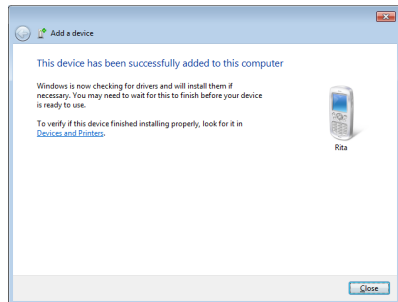 Add a device
This device has been successfully added to this computer
Windows is now checking for drivers and will install them if
necessary. You may need to wait for this to finish before your device
is ready to use.
To verify if this device finished installing properly, look for it in
Devices and Printers.
Rita
Close